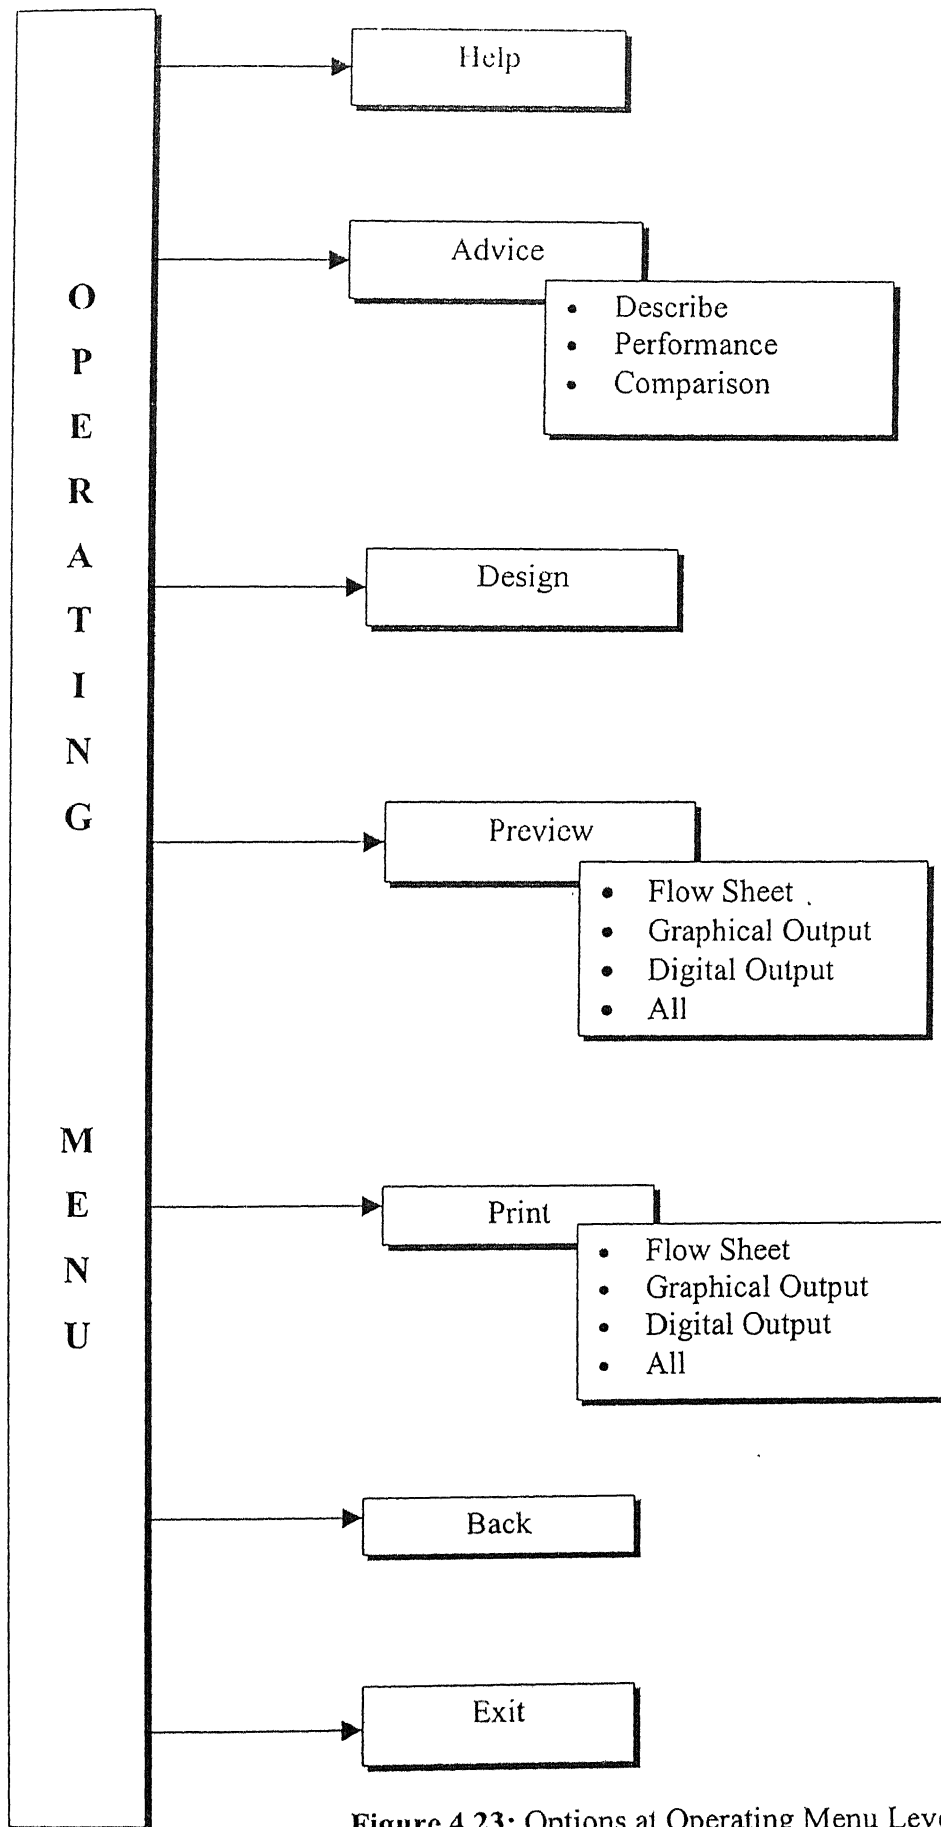 Help
Advice
• Describe
• Performance
• Comparison
Design
Preview
• Flow Sheet
• Graphical Output
• Digital Output
• All
Print
• Flow Sheet
• Graphical Output
• Digital Output
• All
Back
Exit
O
P
E
R
A
T
I
N
G
M
E
N
U
Figure 4.23: Options at Operating Menu Leve